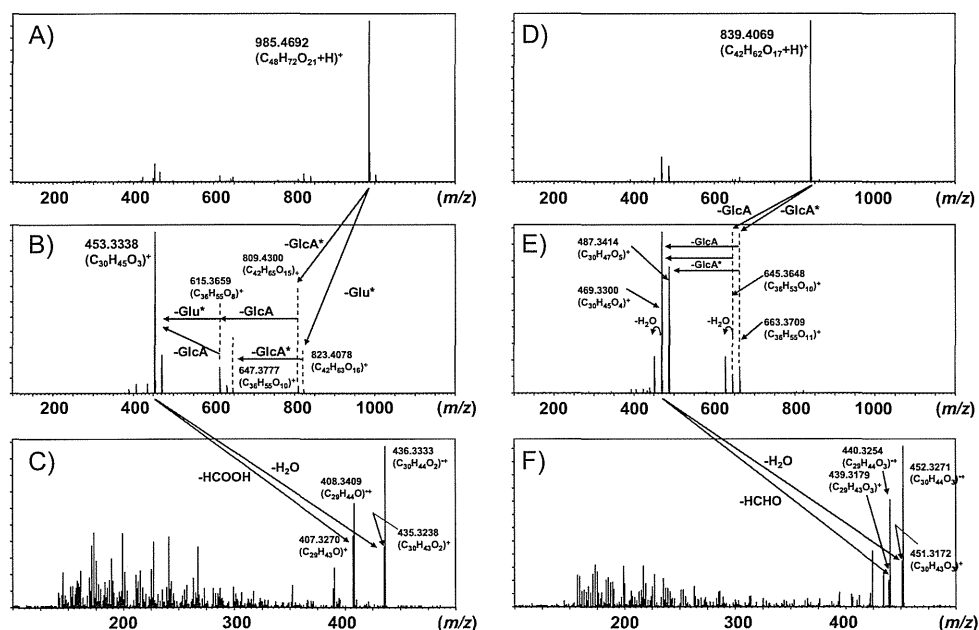 A)
985.4692
(C48H72O21+H)+
200 400 600 800 1000 (m/z)
B)
453.3338
(C30H45O3)+
-GlcA*
809.4300
(C42H65O15)+
615.3659
(C36H55O8)+
-Glu*
-Glu*
-GlcA
-GlcA
-GlcA*
647.3777
(C36H55O10)+
823.4078
(C42H63O16)+
200 400 600 800 1000 (m/z)
C)
-HCOOH
-H2O
436.3333
(C30H44O2)•+
408.3409
(C29H44O)•+
407.3270
(C29H43O)+
435.3238
(C30H43O2)+
200 300 400 (m/z)
D)
839.4069
(C42H62O17+H)+
200 400 600 800 1000 (m/z)
E)
-GlcA
-GlcA*
487.3414
(C30H47O5)+
-GlcA
-GlcA*
469.3300
(C30H45O4)+
645.3648
(C36H53O10)+
-H2O
-H2O
663.3709
(C36H55O11)+
200 400 600 800 1000 (m/z)
F)
-H2O
-HCHO
440.3254
(C29H44O3)•+
439.3179
(C29H43O3)+
452.3271
(C30H44O3)•+
451.3172
(C30H43O3)+
200 300 400 (m/z)